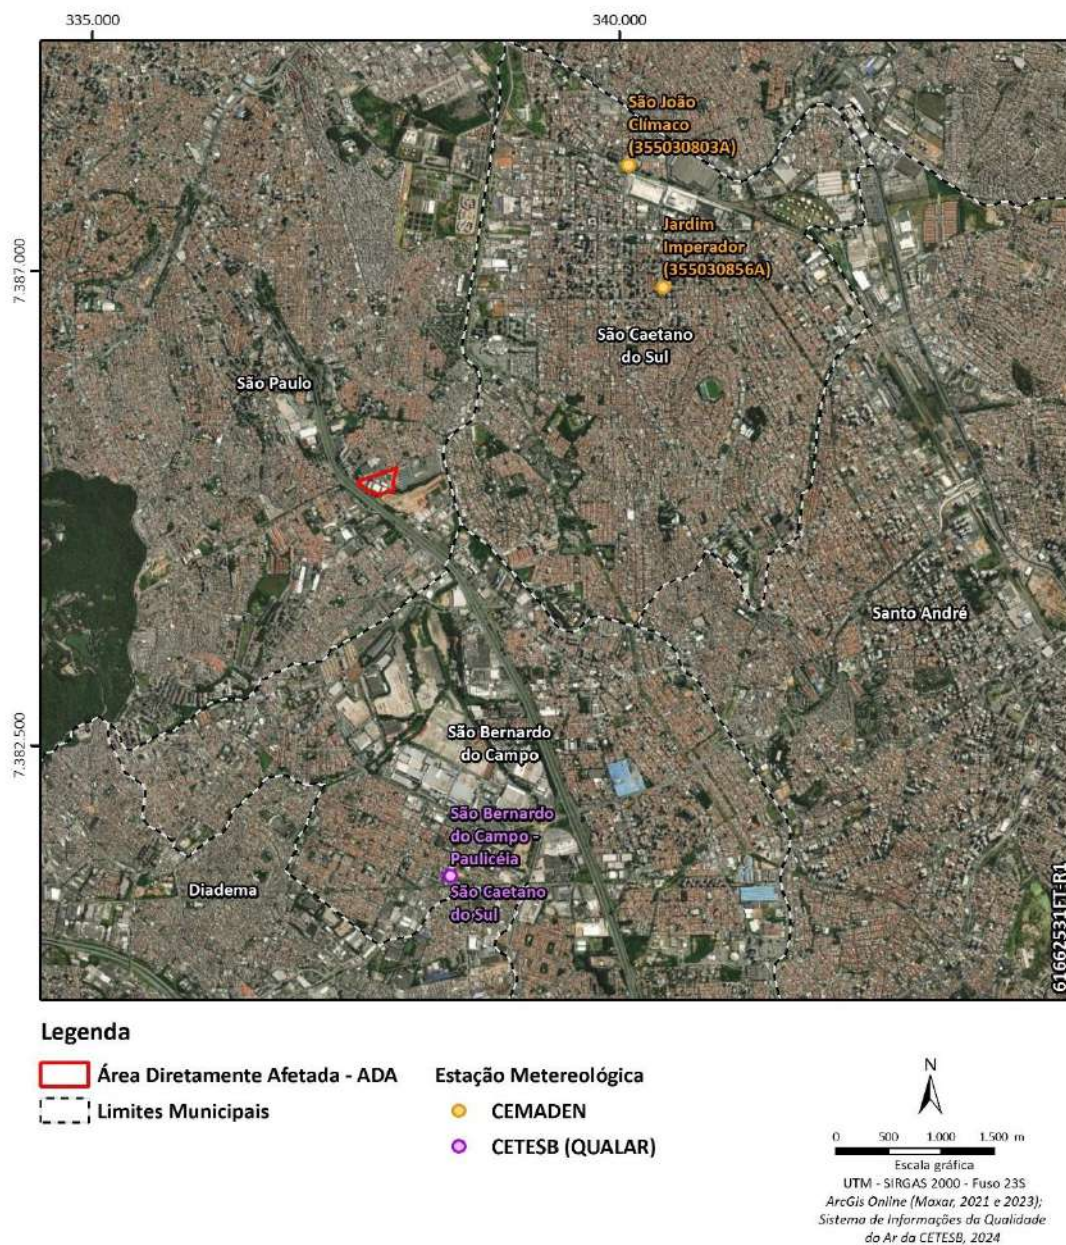 335.000
340.000
7.387.000
7.382.500
São João
Clímaco
(355030803A)
Jardim
Imperador
(355030856A)
São Caetano
do Sul
São Paulo
Santo André
São Bernardo
do Campo
São Bernardo
do Campo -
Paulicéia
São Caetano
do Sul
Diadema
61662531FT-R1
Legenda
Área Diretamente Afetada - ADA
Limites Municipais
Estação Metereológica
CEMADEN
CETESB (QUALAR)
N
0 500 1.000 1.500 m
Escala gráfica
UTM - SIRGAS 2000 - Fuso 23S
ArcGis Online (Maxar, 2021 e 2023);
Sistema de Informações da Qualidade
do Ar da CETESB, 2024